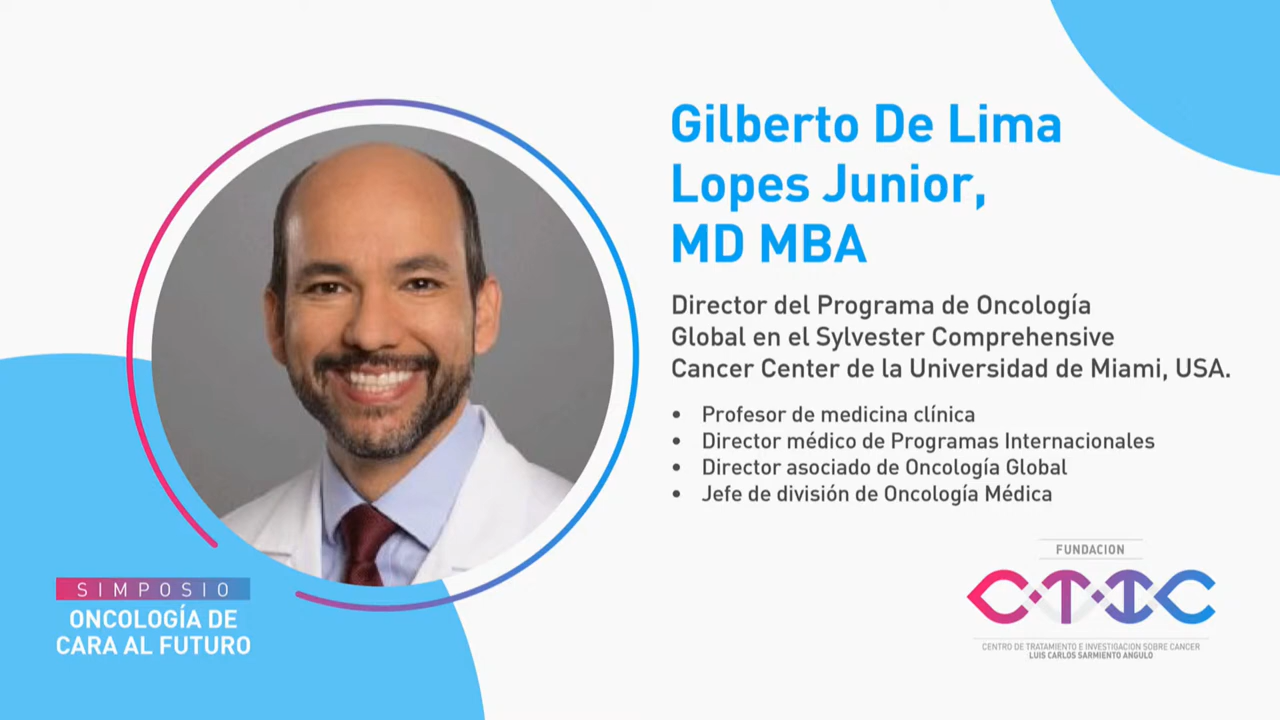 Gilberto De Lima
Lopes Junior,
MD MBA
Director del Programa de Oncología
Global en el Sylvester Comprehensive
Cancer Center de la Universidad de Miami, USA.
• Profesor de medicina clínica
• Director médico de Programas Internacionales
• Director asociado de Oncología Global
• Jefe de división de Oncología Médica
SIMPOSIO
ONCOLOGÍA DE
CARA AL FUTURO
FUNDACION
C·T·I·C
CENTRO DE TRATAMIENTO E INVESTIGACION SOBRE CANCER
LUIS CARLOS SARMIENTO ANGULO